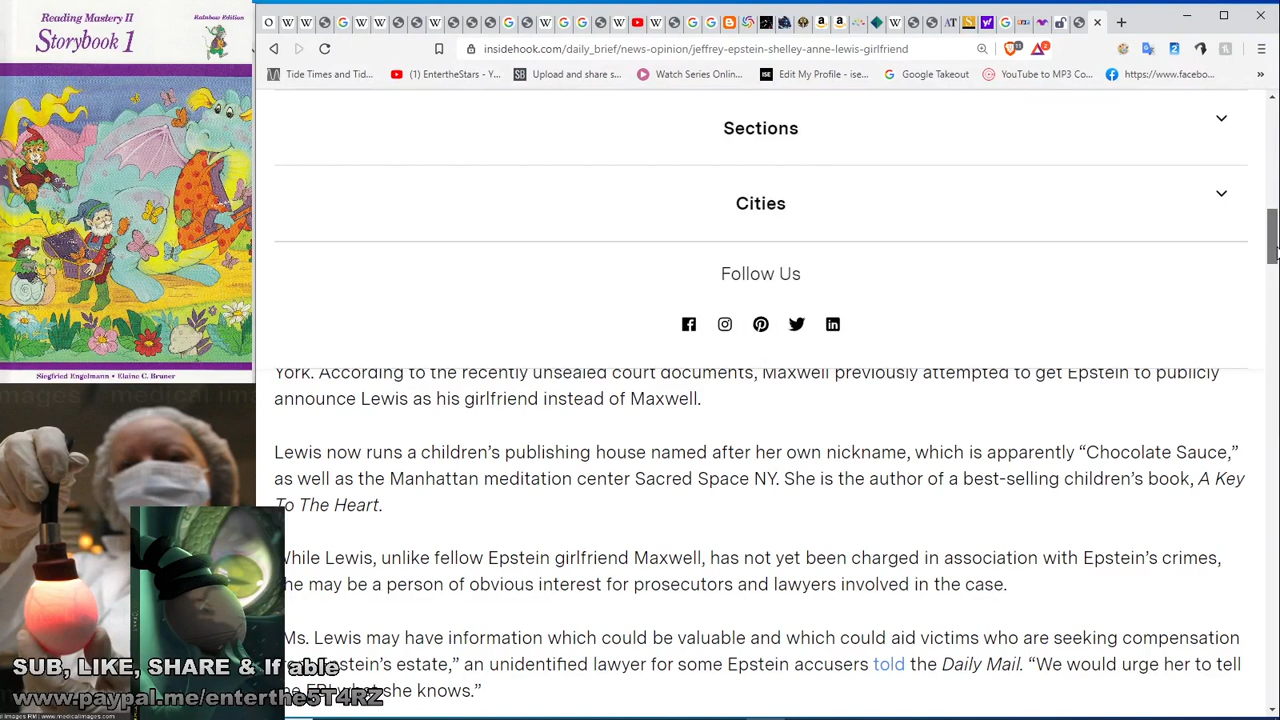 Reading Mastery II
Rainbow Edition
Storybook 1
Siegfried Engelmann • Elaine C. Bruner
insidehook.com/daily_brief/news-opinion/jeffrey-epstein-shelley-anne-lewis-girlfriend
Tide Times and Tid...
(1) EntertheStars - Y...
Upload and share s...
Watch Series Onlin...
Edit My Profile - ise...
Google Takeout
YouTube to MP3 Co...
https://www.facebo...
Sections
Cities
Follow Us
York. According to the recently unsealed court documents, Maxwell previously attempted to get Epstein to publicly
announce Lewis as his girlfriend instead of Maxwell.
Lewis now runs a children’s publishing house named after her own nickname, which is apparently “Chocolate Sauce,”
as well as the Manhattan meditation center Sacred Space NY. She is the author of a best-selling children’s book, A Key
To The Heart.
While Lewis, unlike fellow Epstein girlfriend Maxwell, has not yet been charged in association with Epstein’s crimes,
he may be a person of obvious interest for prosecutors and lawyers involved in the case.
Ms. Lewis may have information which could be valuable and which could aid victims who are seeking compensation
stein’s estate,” an unidentified lawyer for some Epstein accusers told the Daily Mail. “We would urge her to tell
she knows.”
SUB, LIKE, SHARE & If able
www.paypal.me/enterthe5T4RZ
Images RM | www.medicalimages.com